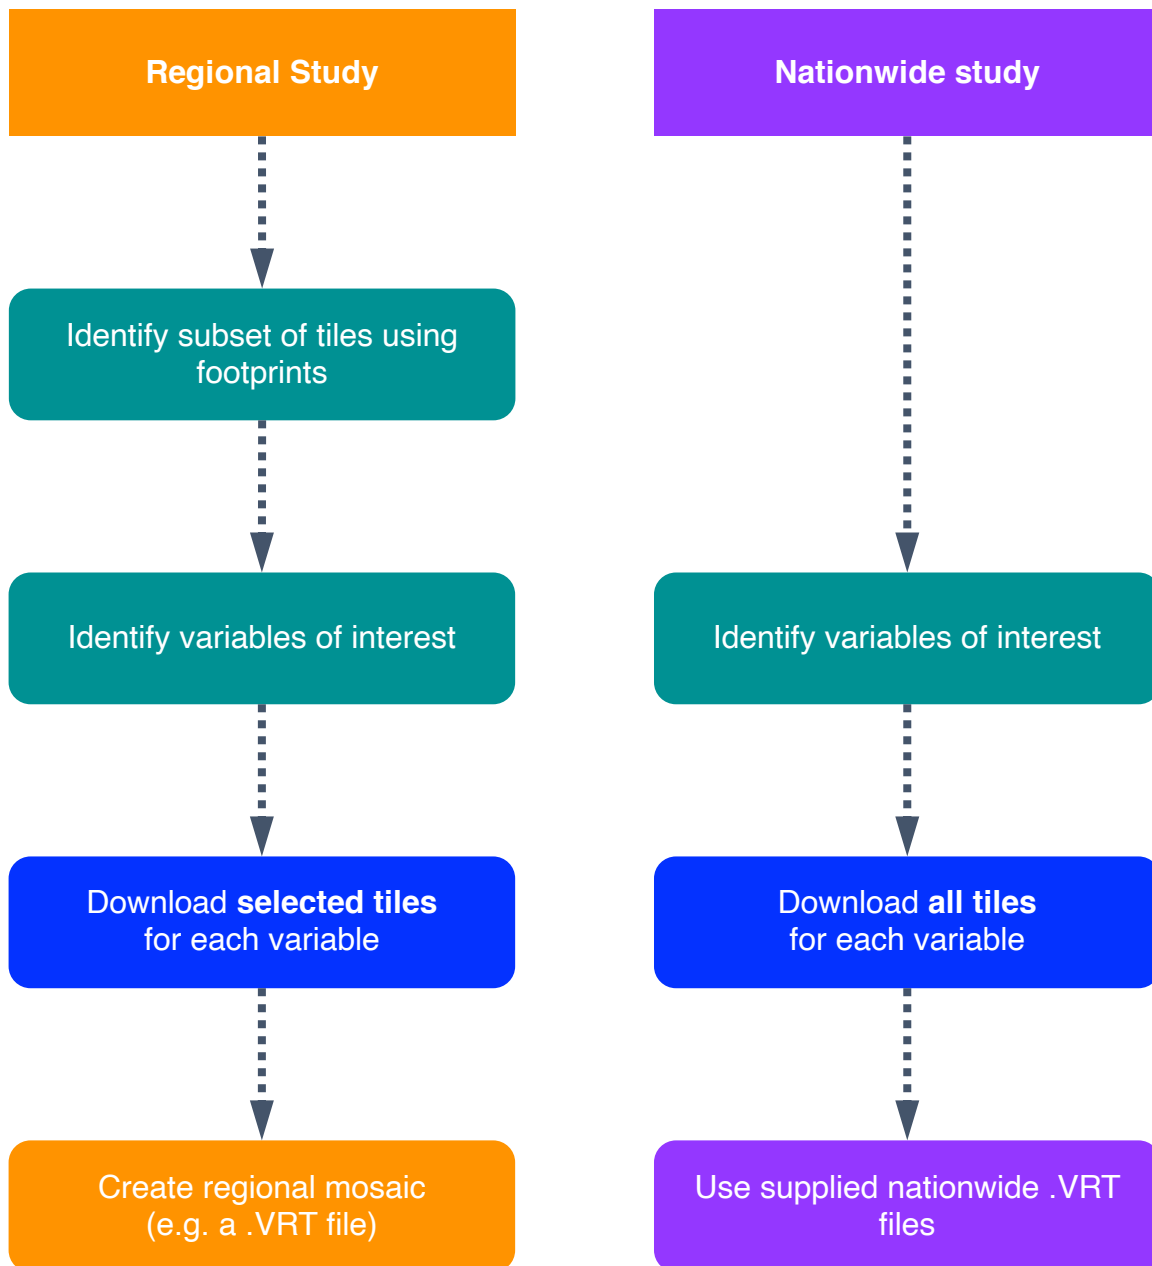 Regional Study
Nationwide study
Identify subset of tiles using
footprints
Identify variables of interest
Identify variables of interest
Download selected tiles
for each variable
Download all tiles
for each variable
Create regional mosaic
(e.g. a .VRT file)
Use supplied nationwide .VRT
files